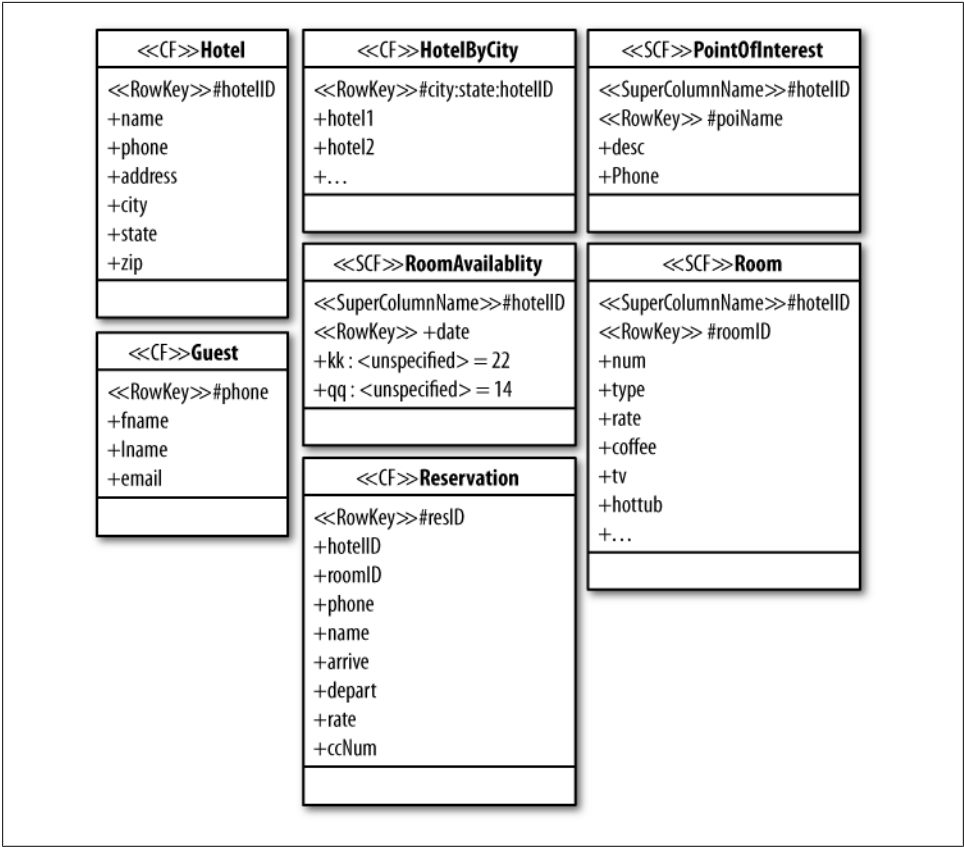 ≪CF≫Hotel
≪RowKey≫#hotelID
+name
+phone
+address
+city
+state
+zip
≪CF≫HotelByCity
≪RowKey≫#city:state:hotelID
+hotel1
+hotel2
+...
≪SCF≫PointOfInterest
≪SuperColumnName≫#hotelID
≪RowKey≫ #poiName
+desc
+Phone
≪CF≫Guest
≪RowKey≫#phone
+fname
+lname
+email
≪SCF≫RoomAvailablity
≪SuperColumnName≫#hotelID
≪RowKey≫ +date
+kk : <unspecified> = 22
+qq : <unspecified> = 14
≪SCF≫Room
≪SuperColumnName≫#hotelID
≪RowKey≫ #roomID
+num
+type
+rate
+coffee
+tv
+hottub
+...
≪CF≫Reservation
≪RowKey≫#resID
+hotelID
+roomID
+phone
+name
+arrive
+depart
+rate
+ccNum